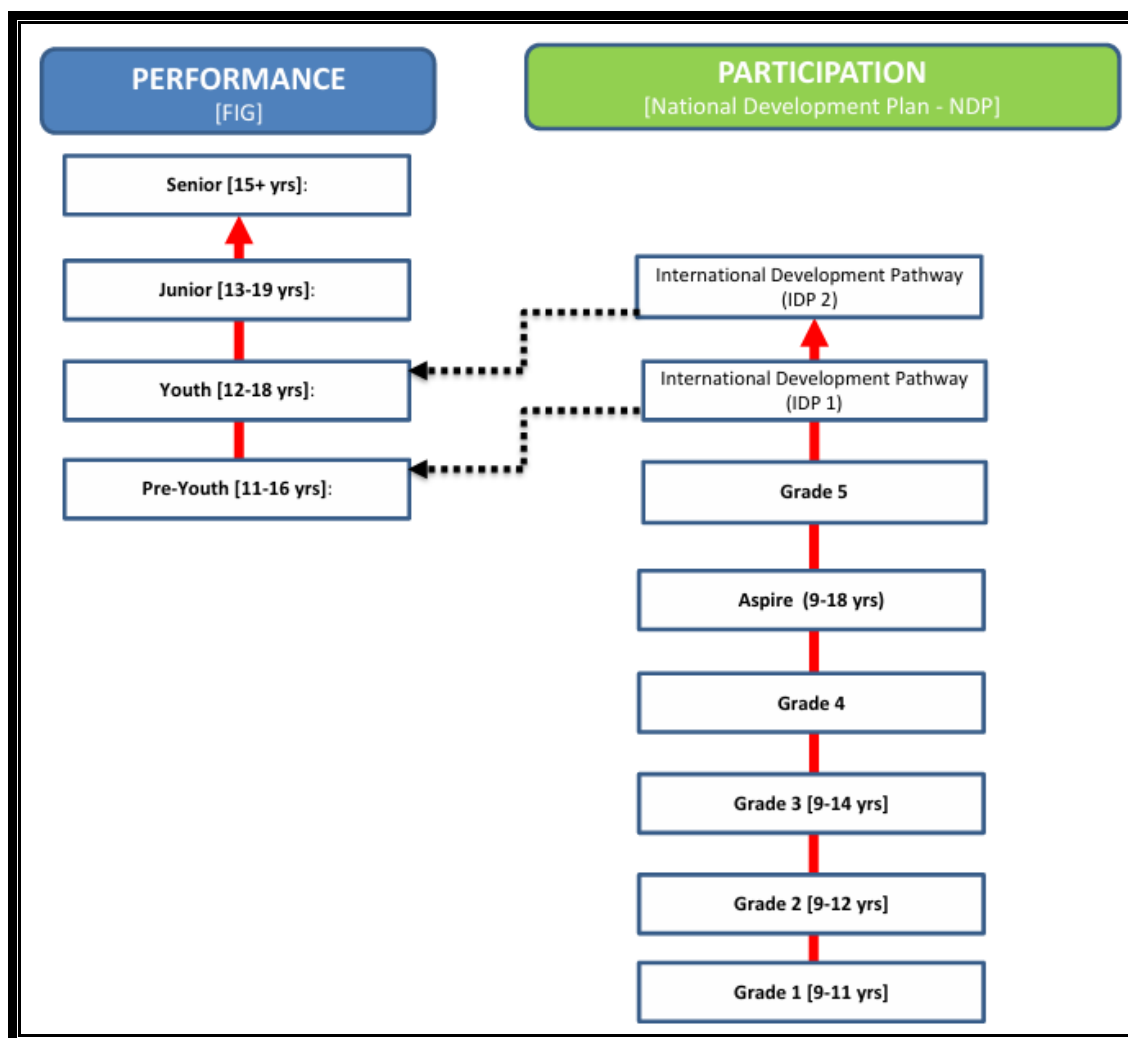 PERFORMANCE
[FIG]
Senior [15+ yrs]:
Junior [13-19 yrs]:
Youth [12-18 yrs]:
Pre-Youth [11-16 yrs]:
PARTICIPATION
[National Development Plan - NDP]
International Development Pathway
(IDP 2)
International Development Pathway
(IDP 1)
Grade 5
Aspire (9-18 yrs)
Grade 4
Grade 3 [9-14 yrs]
Grade 2 [9-12 yrs]
Grade 1 [9-11 yrs]